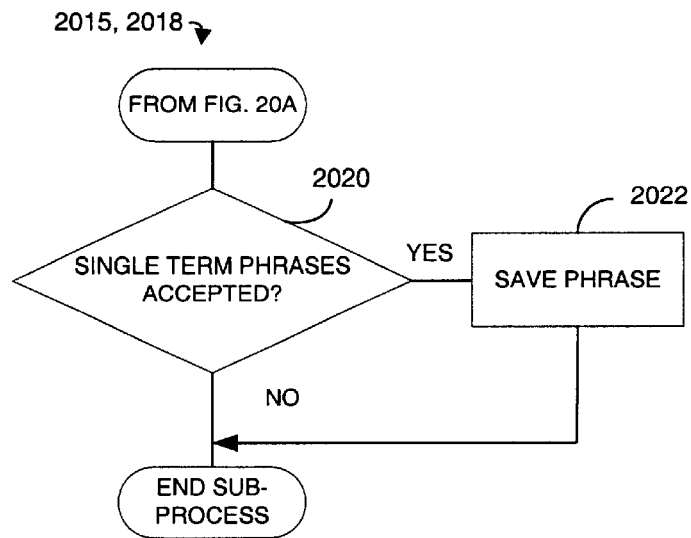 2015, 2018
FROM FIG. 20A
2020
SINGLE TERM PHRASES
ACCEPTED?
YES
2022
SAVE PHRASE
NO
END SUB-
PROCESS